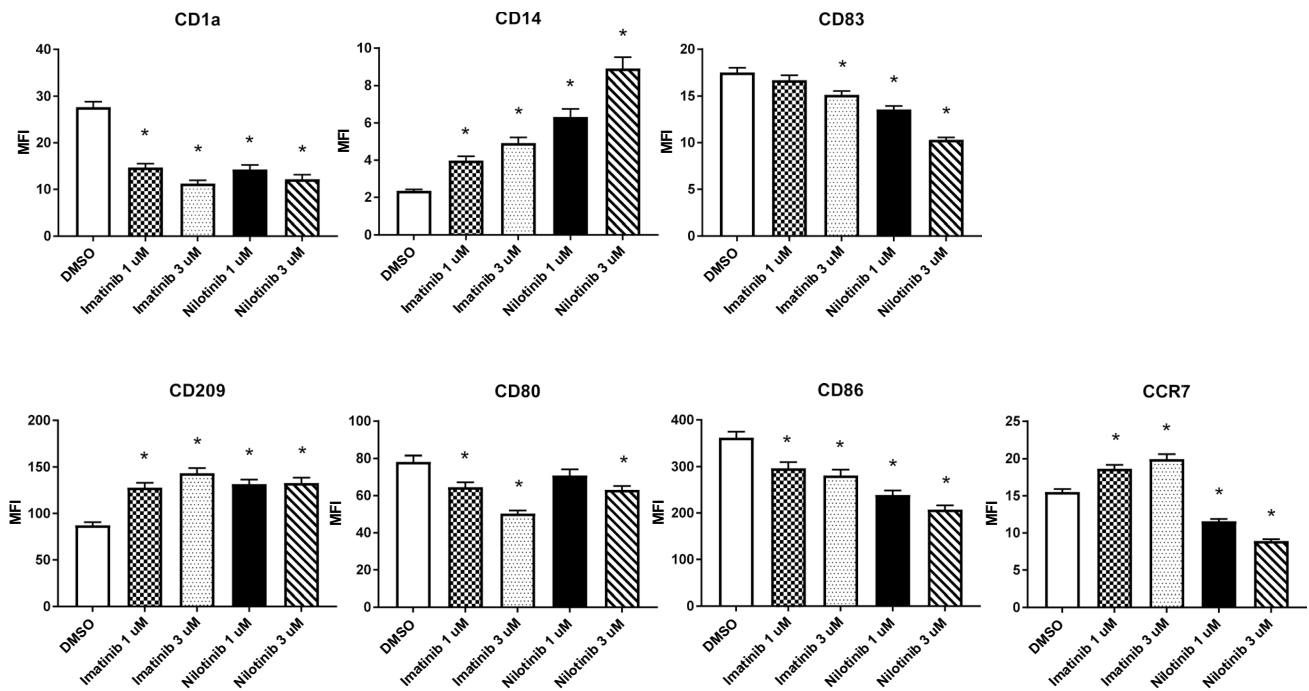 CD1a
MFI
40
30
20
10
0
*
*
*
*
DMSO
Imatinib 1 uM
Imatinib 3 uM
Nilotinib 1 uM
Nilotinib 3 uM
CD14
MFI
10
8
6
4
2
0
*
*
*
*
DMSO
Imatinib 1 uM
Imatinib 3 uM
Nilotinib 1 uM
Nilotinib 3 uM
CD83
MFI
20
15
10
5
0
*
*
*
DMSO
Imatinib 1 uM
Imatinib 3 uM
Nilotinib 1 uM
Nilotinib 3 uM
CD209
MFI
200
150
100
50
0
*
*
*
*
DMSO
Imatinib 1 uM
Imatinib 3 uM
Nilotinib 1 uM
Nilotinib 3 uM
CD80
MFI
100
80
60
40
20
0
*
*
*
DMSO
Imatinib 1 uM
Imatinib 3 uM
Nilotinib 1 uM
Nilotinib 3 uM
CD86
MFI
400
300
200
100
0
*
*
*
*
DMSO
Imatinib 1 uM
Imatinib 3 uM
Nilotinib 1 uM
Nilotinib 3 uM
CCR7
MFI
25
20
15
10
5
0
*
*
*
*
DMSO
Imatinib 1 uM
Imatinib 3 uM
Nilotinib 1 uM
Nilotinib 3 uM